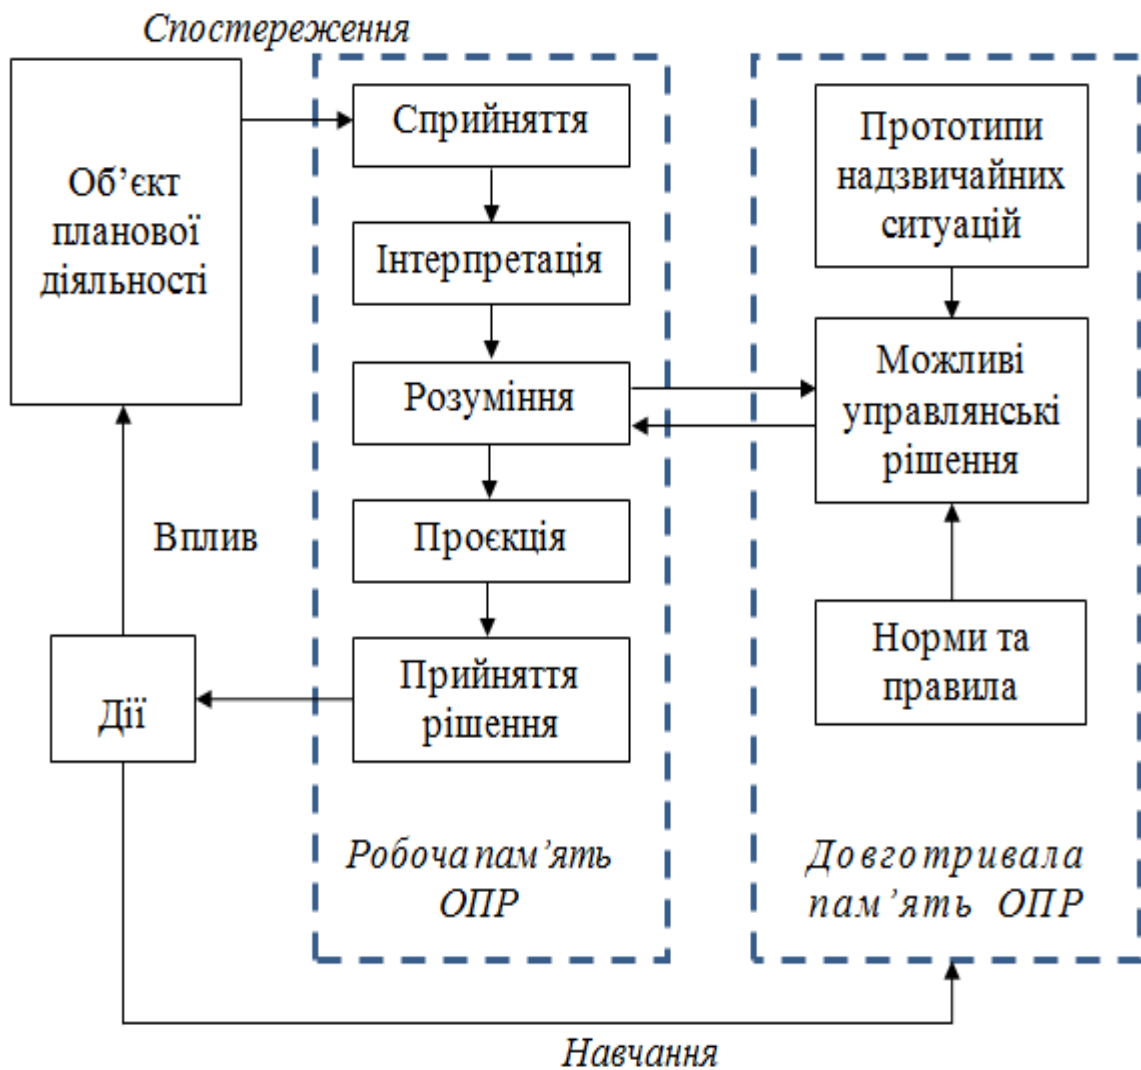 Спостереження
Об’єкт
планової
діяльності
Сприйняття
Інтерпретація
Розуміння
Проєкція
Прийняття
рішення
Прототипи
надзвичайних
ситуацій
Можливі
управлянські
рішення
Норми та
правила
Вплив
Дії
Робоча пам’ять
ОПР
Довготривала
пам’ять ОПР
Навчання